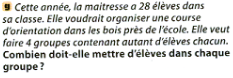 9 Cette année, la maitresse a 28 élèves dans
sa classe. Elle voudrait organiser une course
d'orientation dans les bois près de l'école. Elle veut
faire 4 groupes contenant autant d'élèves chacun.
Combien doit-elle mettre d'élèves dans chaque
groupe ?